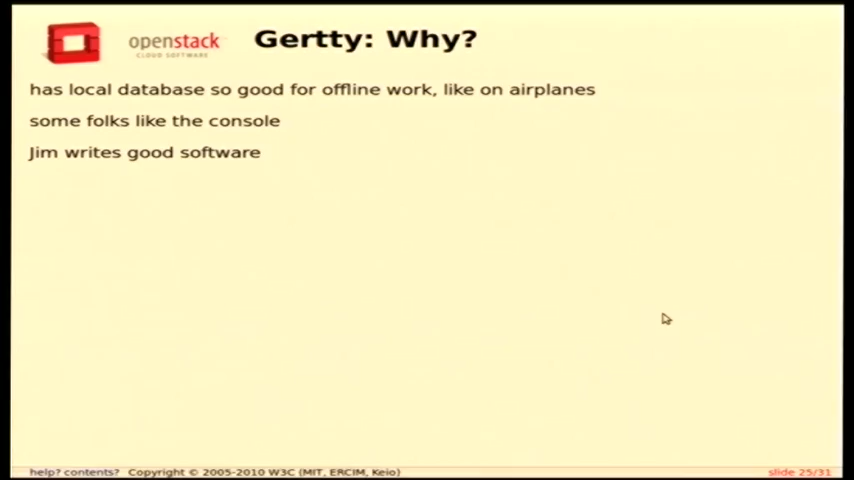 openstack
CLOUD SOFTWARE
Gertty: Why?
has local database so good for offline work, like on airplanes
some folks like the console
Jim writes good software
help? contents? Copyright © 2005-2010 W3C (MIT, ERCIM, Keio)
slide 25/31